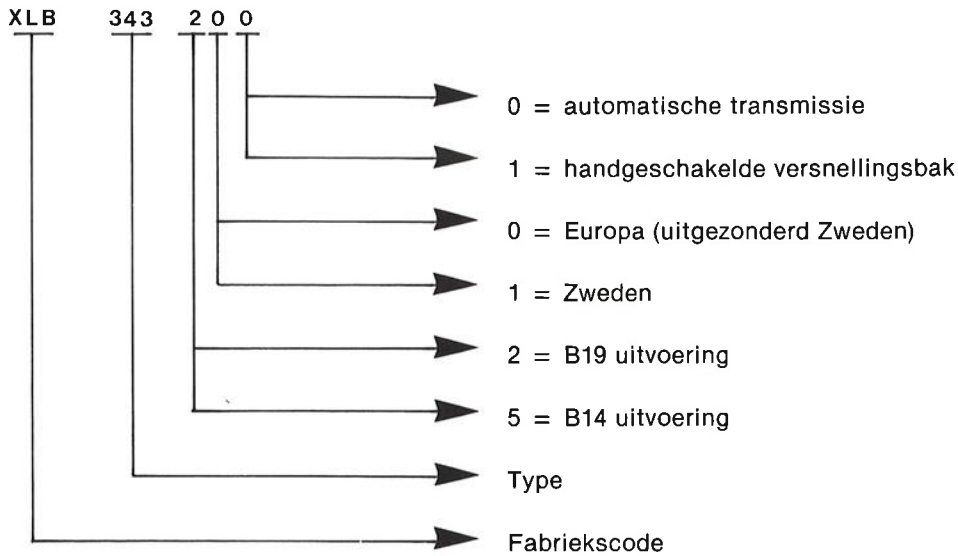 XLB 343 2 0 0
0 = automatische transmissie
1 = handgeschakelde versnellingsbak
0 = Europa (uitgezonderd Zweden)
1 = Zweden
2 = B19 uitvoering
5 = B14 uitvoering
Type
Fabriekscode